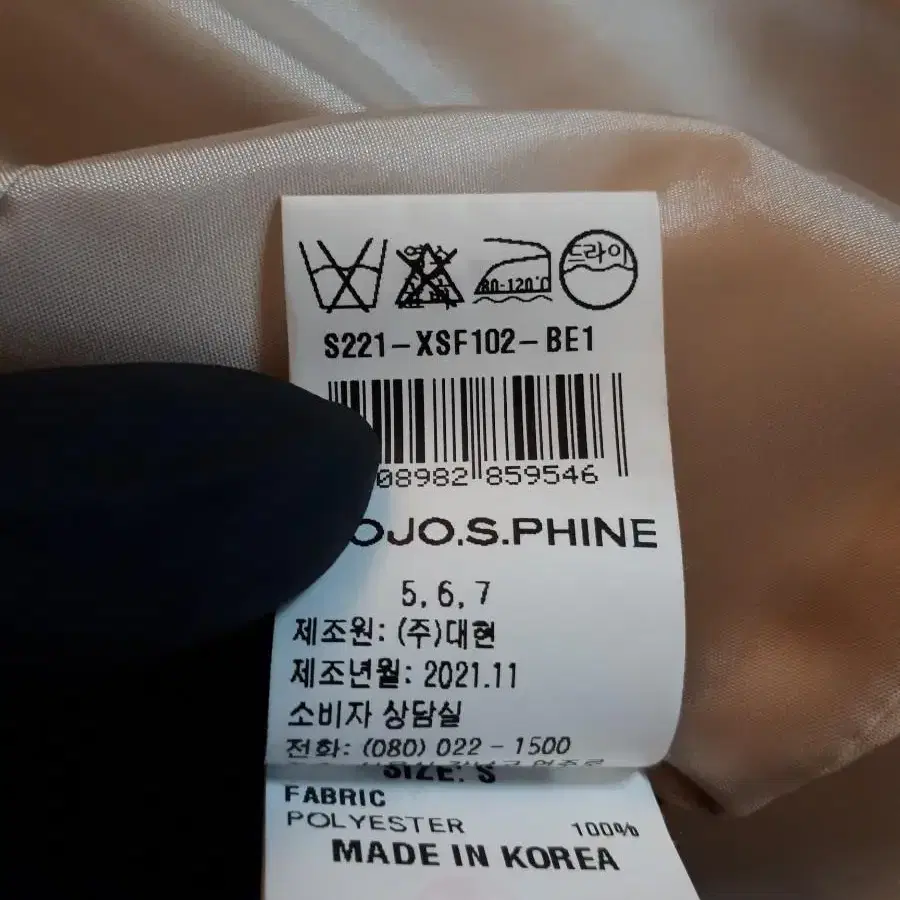 80-120℃ 드라이
S221-XSF102-BE1
08982 859546
OJO.S.PHINE
5, 6, 7
제조원: (주)대현
제조년월: 2021.11
소비자 상담실
전화: (080) 022 - 1500
SIZE: S
FABRIC
POLYESTER 100%
MADE IN KOREA